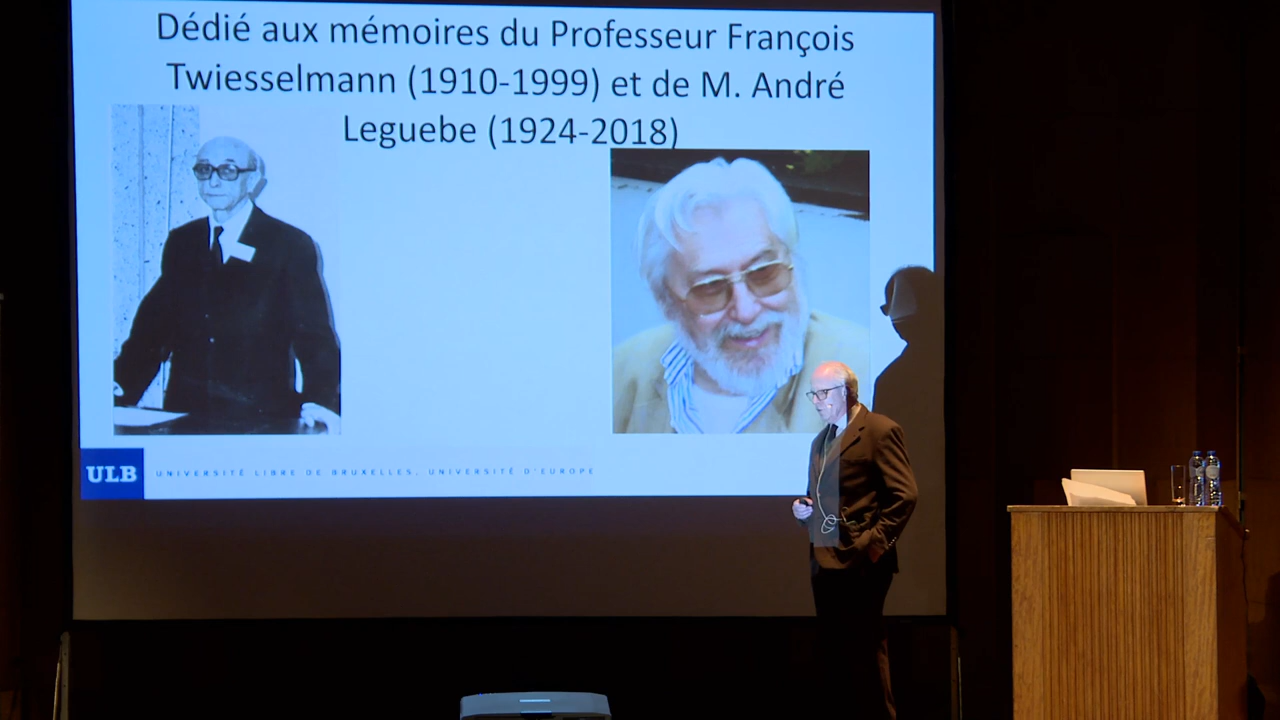 Dédié aux mémoires du Professeur François
Twiesselmann (1910-1999) et de M. André
Leguebe (1924-2018)
ULB
UNIVERSITÉ LIBRE DE BRUXELLES, UNIVERSITÉ D'EUROPE